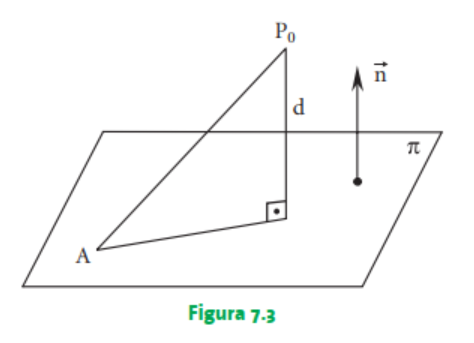 P₀
n⃗
d
π
A
Figura 7.3